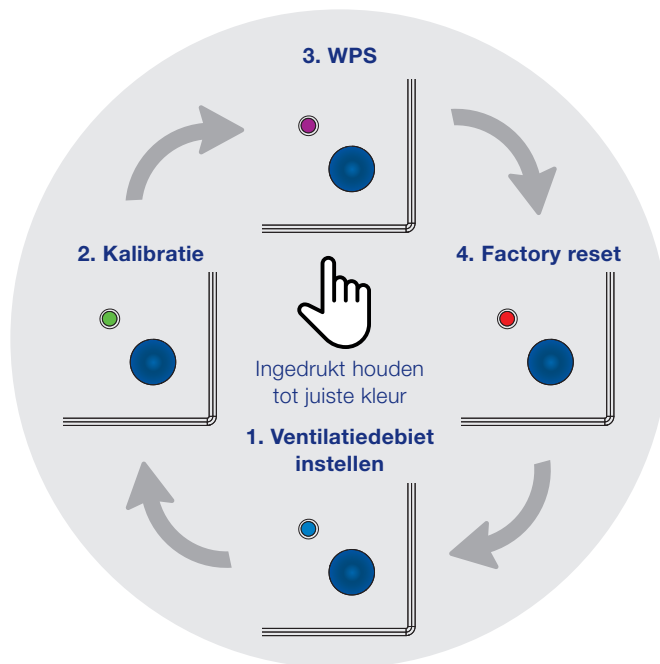 3. WPS
2. Kalibratie
4. Factory reset
Ingedrukt houden
tot juiste kleur
1. Ventilatiedebiet
instellen